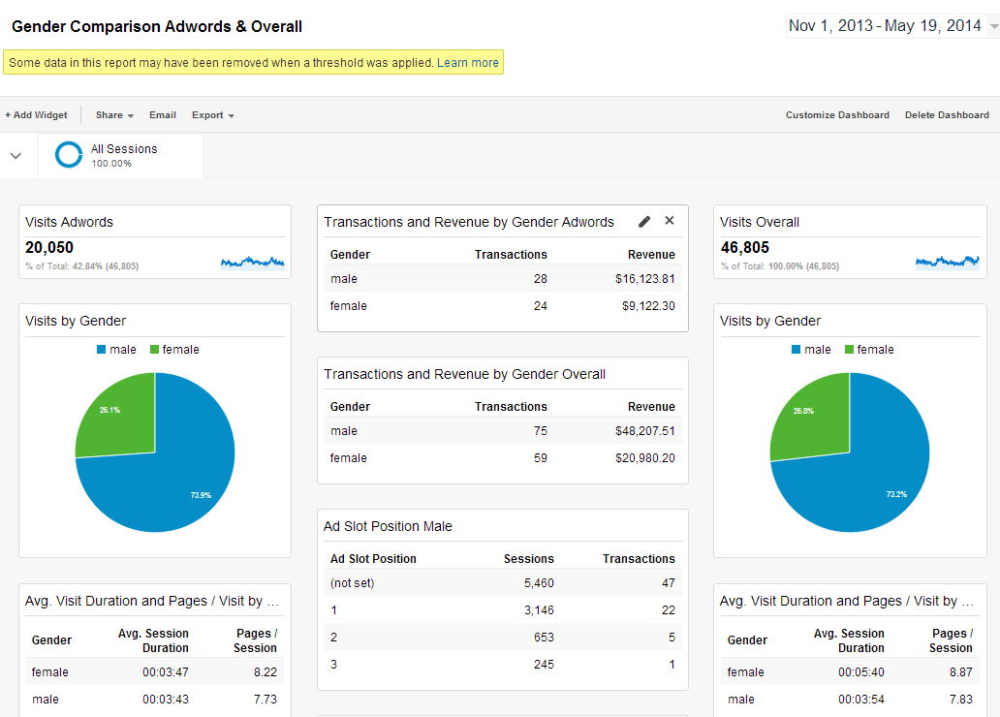 Gender Comparison Adwords & Overall
Nov 1, 2013 - May 19, 2014
Some data in this report may have been removed when a threshold was applied. Learn more
+ Add Widget Share Email Export Customize Dashboard Delete Dashboard
All Sessions
100.00%
Visits Adwords
20,050
% of Total: 42.84% (46,805)
Visits by Gender
male female
26.1%
73.9%
Avg. Visit Duration and Pages / Visit by ...
Gender Avg. Session Duration Pages / Session
female 00:03:47 8.22
male 00:03:43 7.73
Transactions and Revenue by Gender Adwords
Gender Transactions Revenue
male 28 $16,123.81
female 24 $9,122.30
Transactions and Revenue by Gender Overall
Gender Transactions Revenue
male 75 $48,207.51
female 59 $20,980.20
Ad Slot Position Male
Ad Slot Position Sessions Transactions
(not set) 5,460 47
1 3,146 22
2 653 5
3 245 1
Visits Overall
46,805
% of Total: 100.00% (46,805)
Visits by Gender
male female
26.8%
73.2%
Avg. Visit Duration and Pages / Visit by ...
Gender Avg. Session Duration Pages / Session
female 00:05:40 8.87
male 00:03:54 7.83